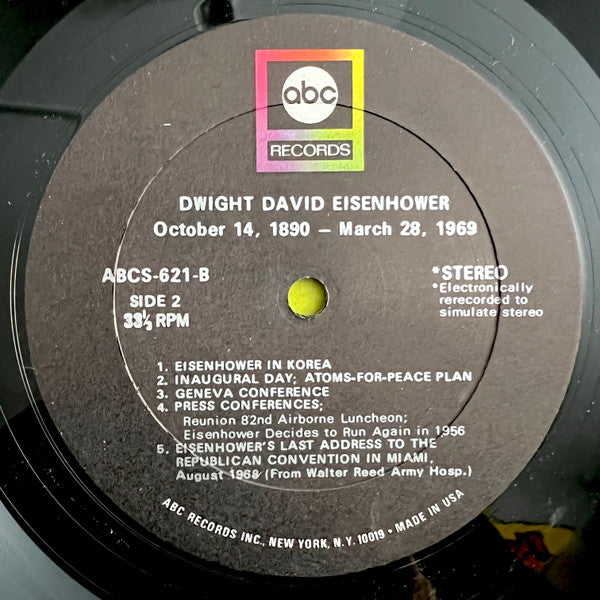 abc
RECORDS
DWIGHT DAVID EISENHOWER
October 14, 1890 – March 28, 1969
ABCS-621-B
SIDE 2
33⅓ RPM
*STEREO
*Electronically
rerecorded to
simulate stereo
1. EISENHOWER IN KOREA
2. INAUGURAL DAY; ATOMS-FOR-PEACE PLAN
3. GENEVA CONFERENCE
4. PRESS CONFERENCES;
Reunion 82nd Airborne Luncheon;
Eisenhower Decides to Run Again in 1956
5. EISENHOWER'S LAST ADDRESS TO THE
REPUBLICAN CONVENTION IN MIAMI,
August 1968 (From Walter Reed Army Hosp.)
ABC RECORDS INC., NEW YORK, N.Y. 10019 • MADE IN USA